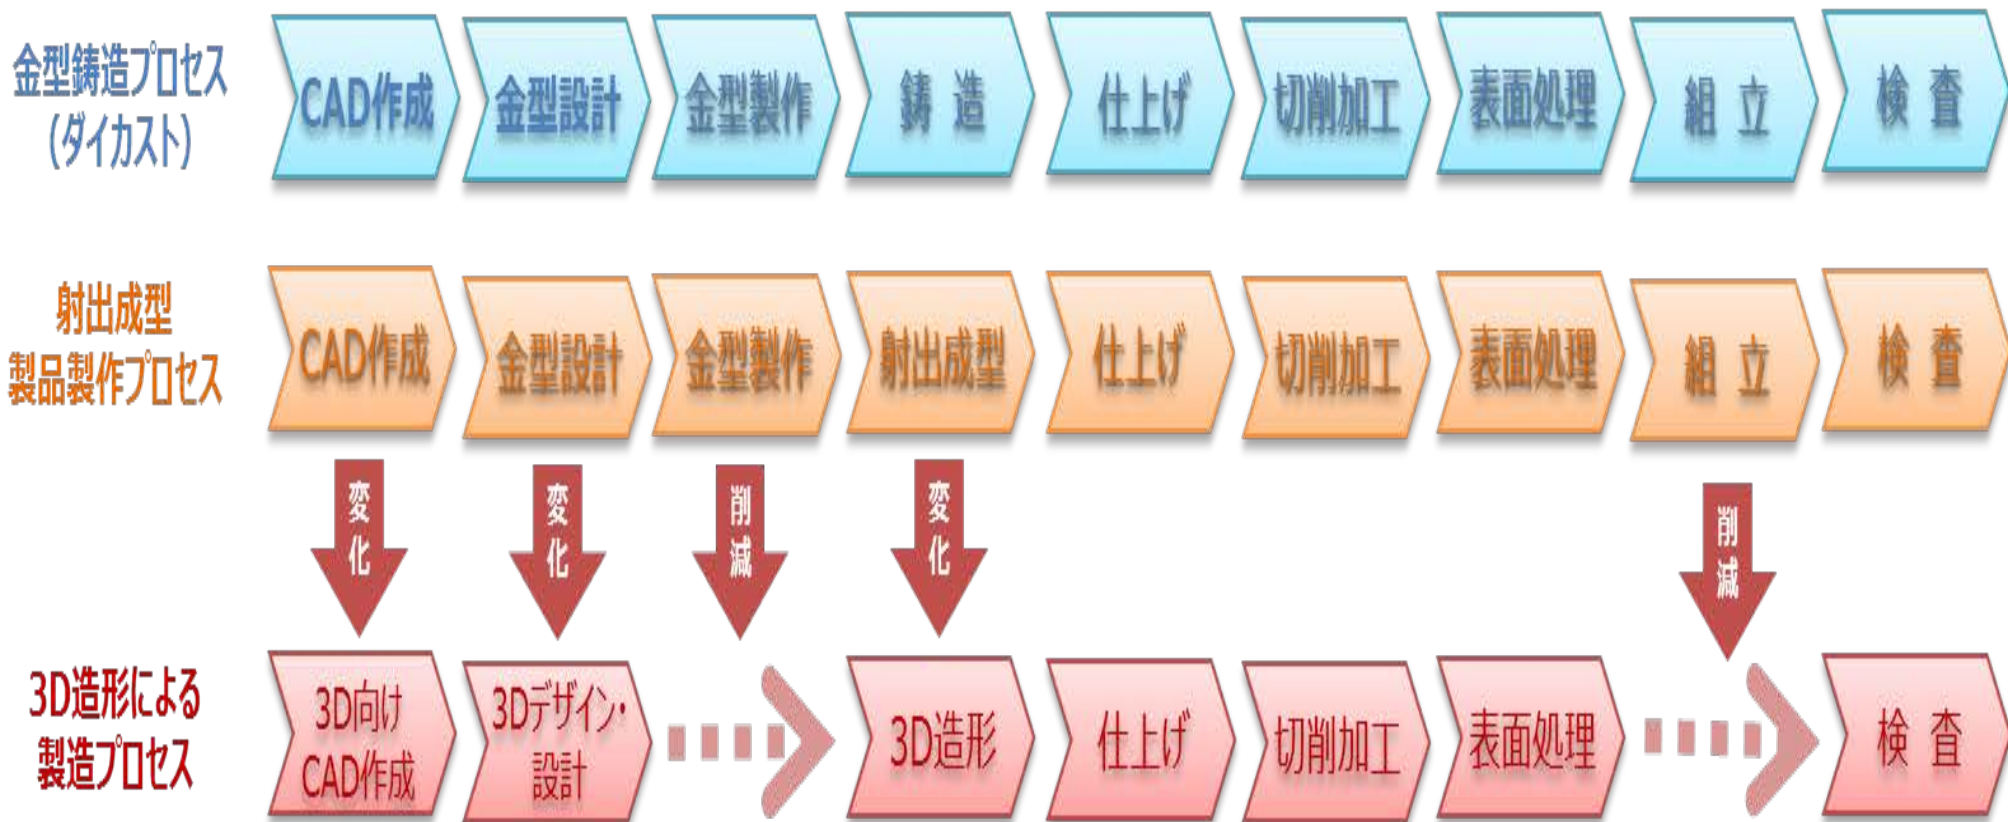 金型鋳造プロセス
（ダイカスト）
CAD作成
金型設計
金型製作
鋳 造
仕上げ
切削加工
表面処理
組 立
検 査
射出成型
製品製作プロセス
CAD作成
金型設計
金型製作
射出成型
仕上げ
切削加工
表面処理
組 立
検 査
変化
変化
削減
変化
削減
3D造形による
製造プロセス
3D向け
CAD作成
3Dデザイン・
設計
3D造形
仕上げ
切削加工
表面処理
検 査